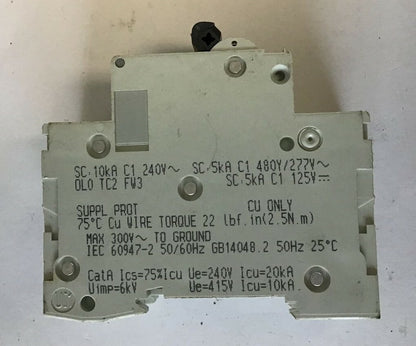 SC,10kA C1 240V~ SC,5kA C1 480Y/277V~
OL0 TC2 FW3 SC,5kA C1 125V⎓
SUPPL PROT CU ONLY
75°C Cu WIRE TORQUE 22 lbf.in(2.5N.m)
MAX 300V~ TO GROUND
IEC 60947-2 50/60Hz GB14048.2 50Hz 25°C
CatA Ics=75%Icu Ue=240V Icu=20kA
Uimp=6kV Ue=415V Icu=10kA.